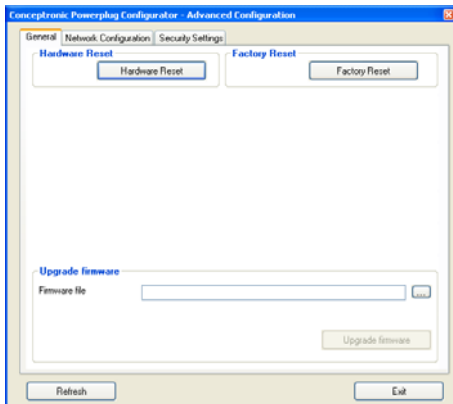 Conceptronic Powerplug Configurator - Advanced Configuration
General Network Configuration Security Settings
Hardware Reset Factory Reset
Hardware Reset Factory Reset
Upgrade firmware
Firmware file ...
Upgrade firmware
Refresh Exit